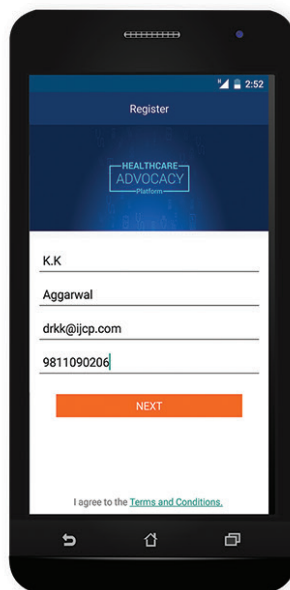 2:52
Register
HEALTHCARE
ADVOCACY
Platform
K.K
Aggarwal
drkk@ijcp.com
9811090206
NEXT
I agree to the Terms and Conditions.